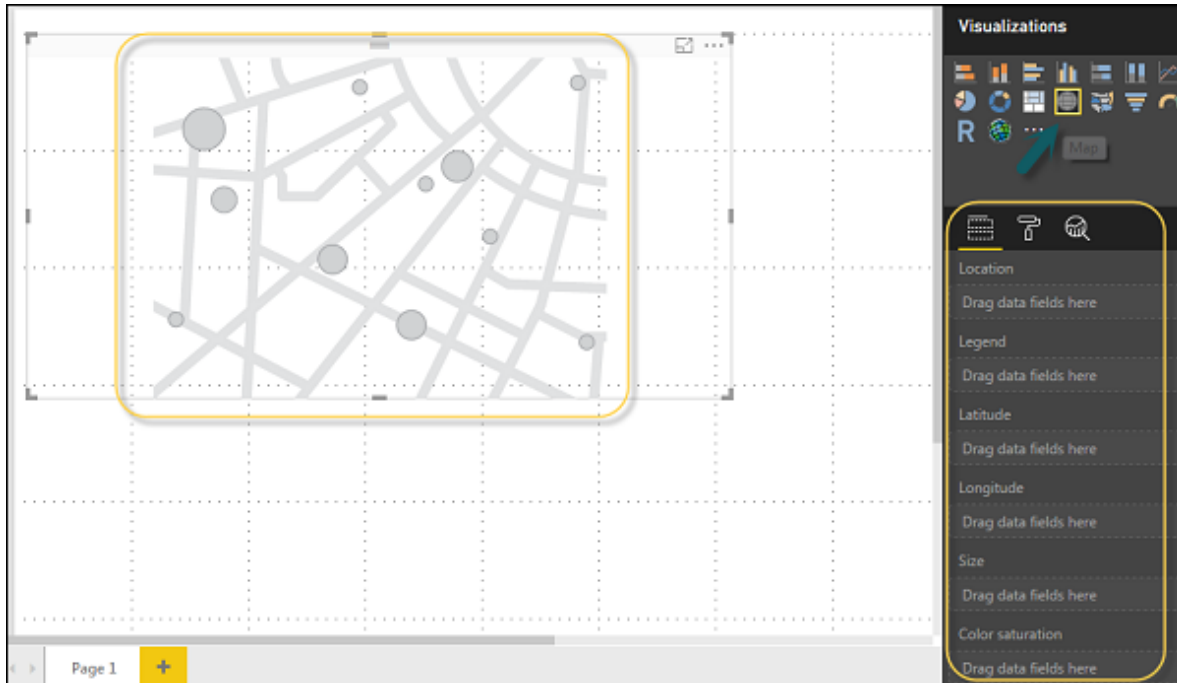 Visualizations
R
Map
Location
Drag data fields here
Legend
Drag data fields here
Latitude
Drag data fields here
Longitude
Drag data fields here
Size
Drag data fields here
Color saturation
Drag data fields here
Page 1